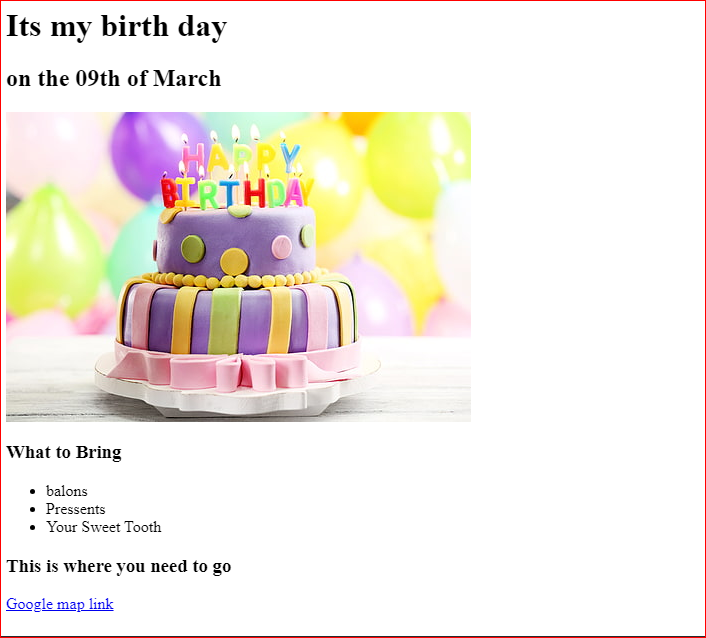 Its my birth day
on the 09th of March
HAPPY
BIRTHDAY
What to Bring
balons
Pressents
Your Sweet Tooth
This is where you need to go
Google map link